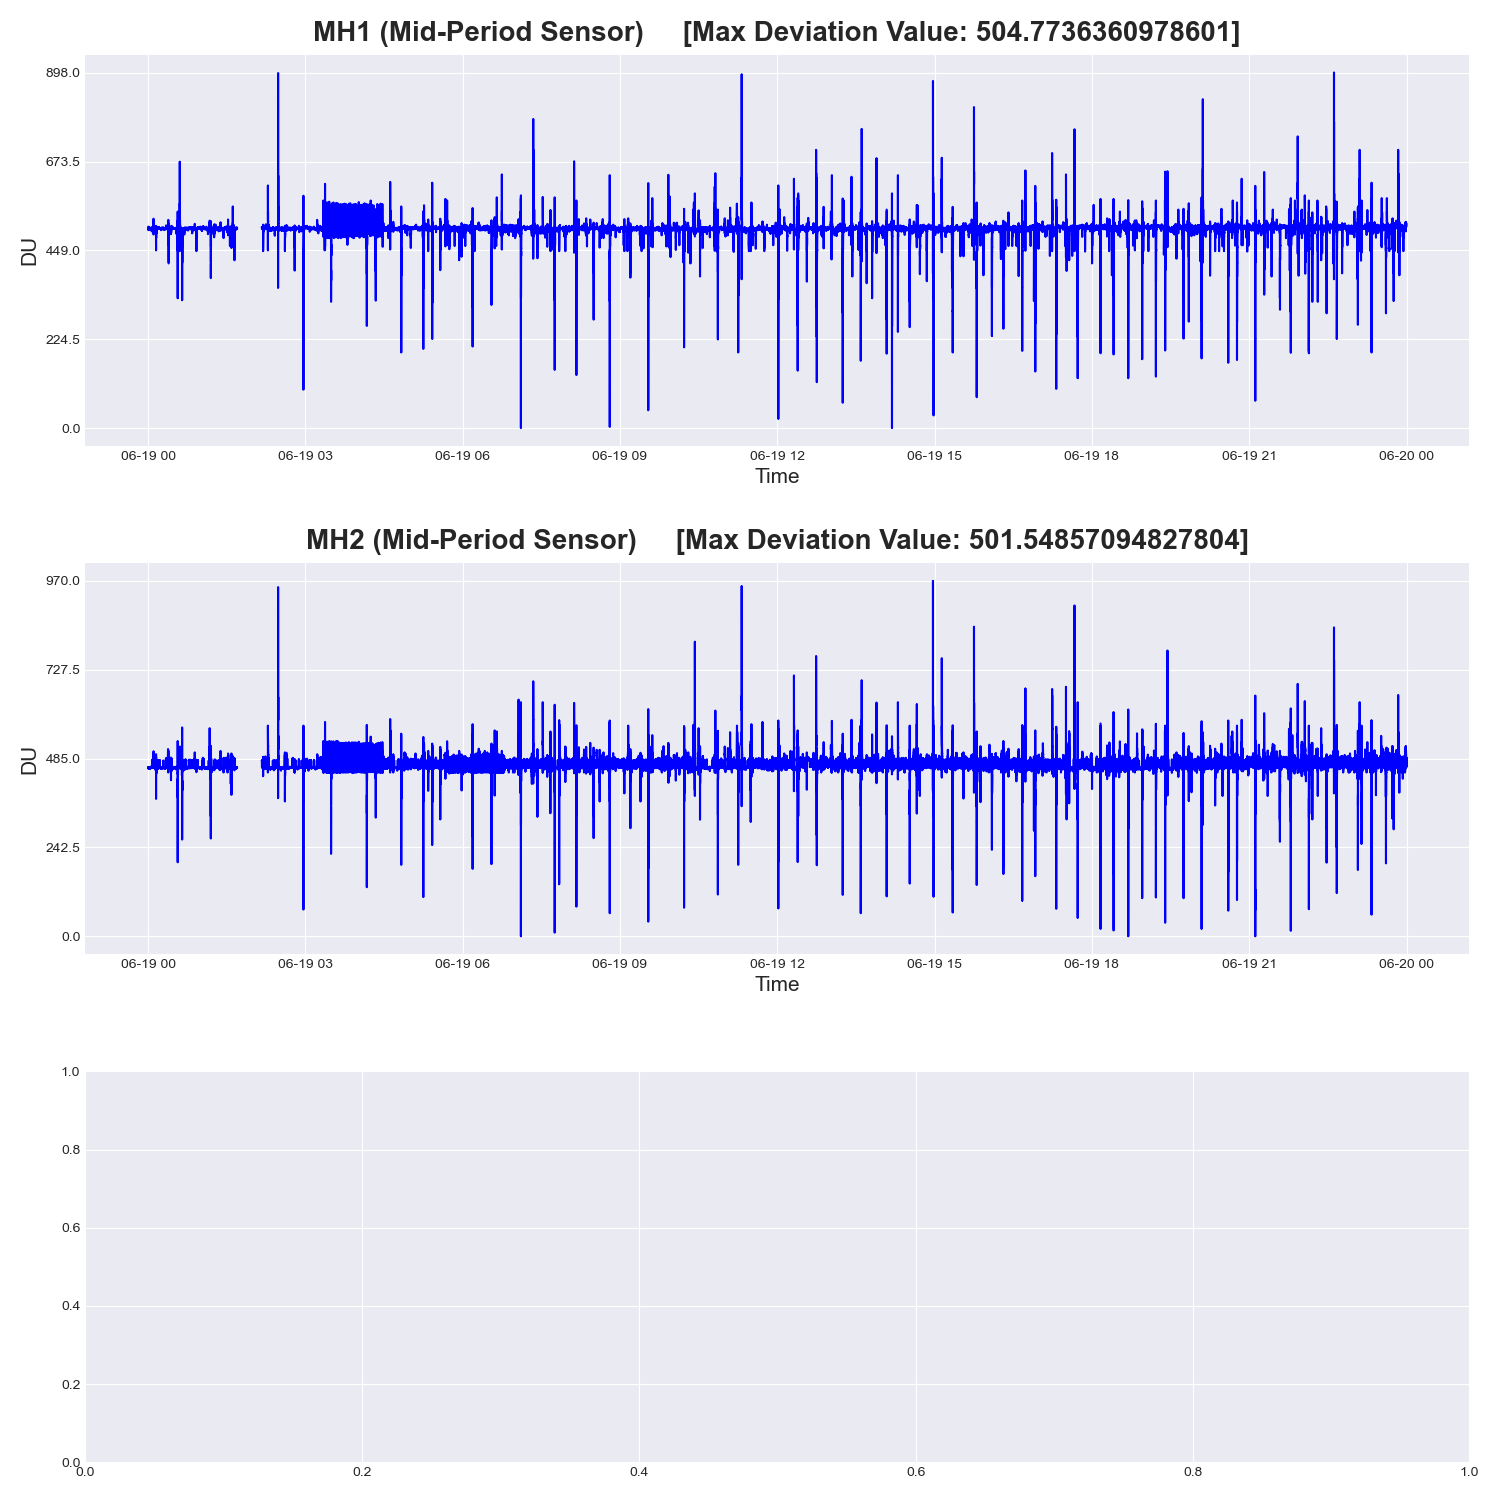 MH1 (Mid-Period Sensor) [Max Deviation Value: 504.7736360978601]
898.0
673.5
449.0
224.5
0.0
DU
06-19 00 06-19 03 06-19 06 06-19 09 06-19 12 06-19 15 06-19 18 06-19 21 06-20 00
Time
MH2 (Mid-Period Sensor) [Max Deviation Value: 501.54857094827804]
970.0
727.5
485.0
242.5
0.0
DU
06-19 00 06-19 03 06-19 06 06-19 09 06-19 12 06-19 15 06-19 18 06-19 21 06-20 00
Time
1.0
0.8
0.6
0.4
0.2
0.0
0.0 0.2 0.4 0.6 0.8 1.0